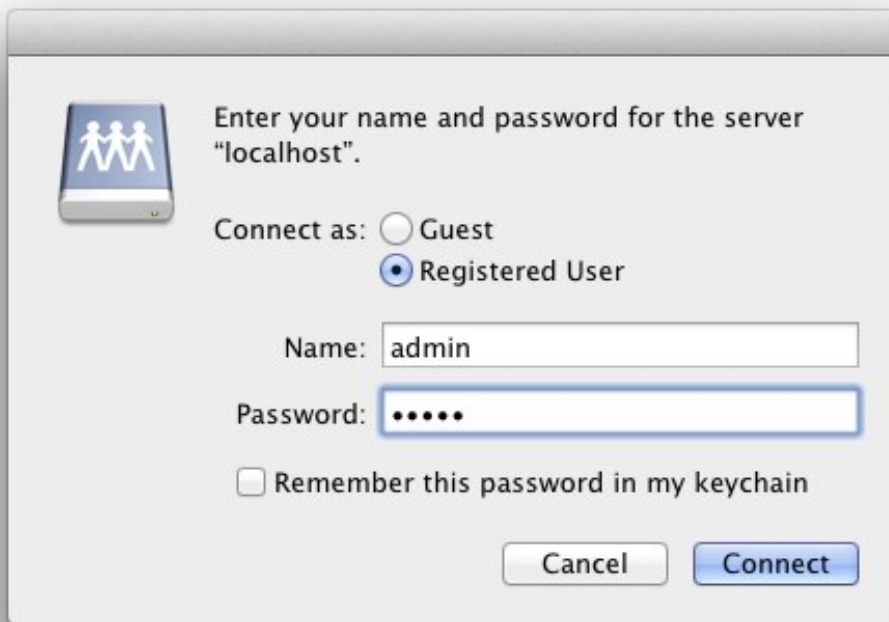 Enter your name and password for the server
“localhost”.
Connect as: Guest
Registered User
Name: admin
Password: •••••
Remember this password in my keychain
Cancel Connect